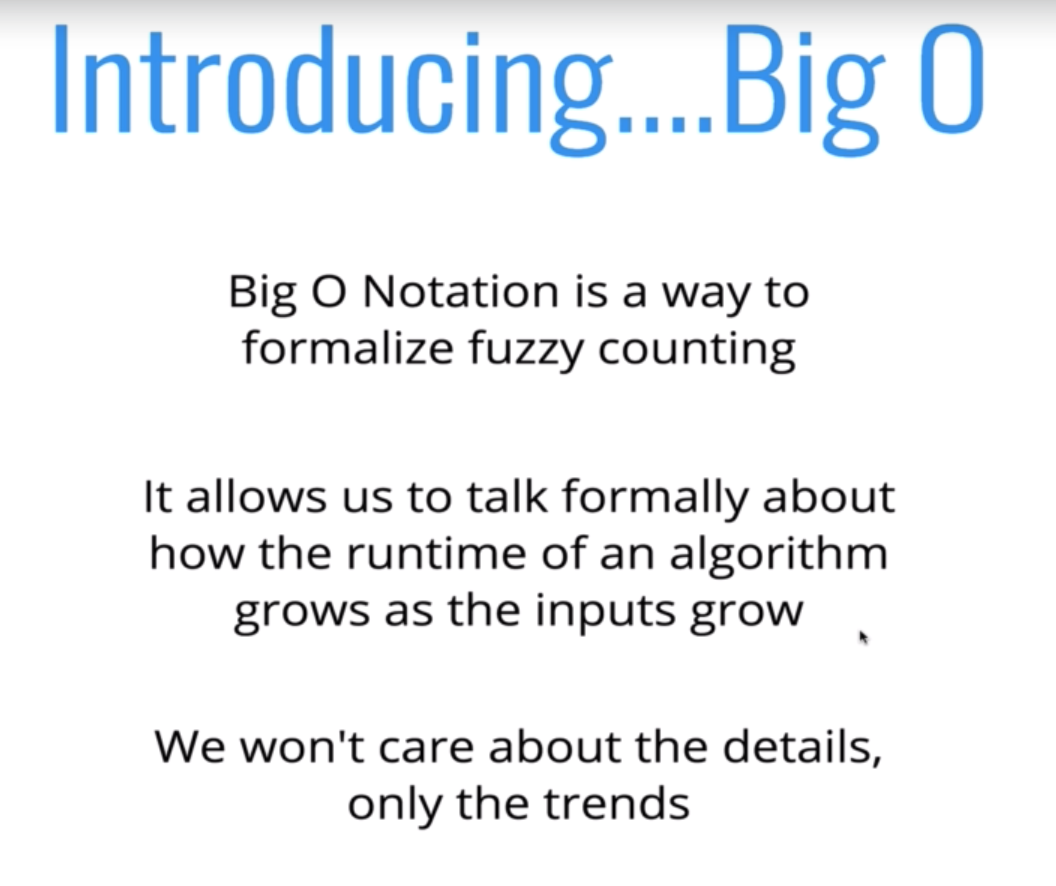 Introducing....Big O
Big O Notation is a way to
formalize fuzzy counting
It allows us to talk formally about
how the runtime of an algorithm
grows as the inputs grow
We won't care about the details,
only the trends